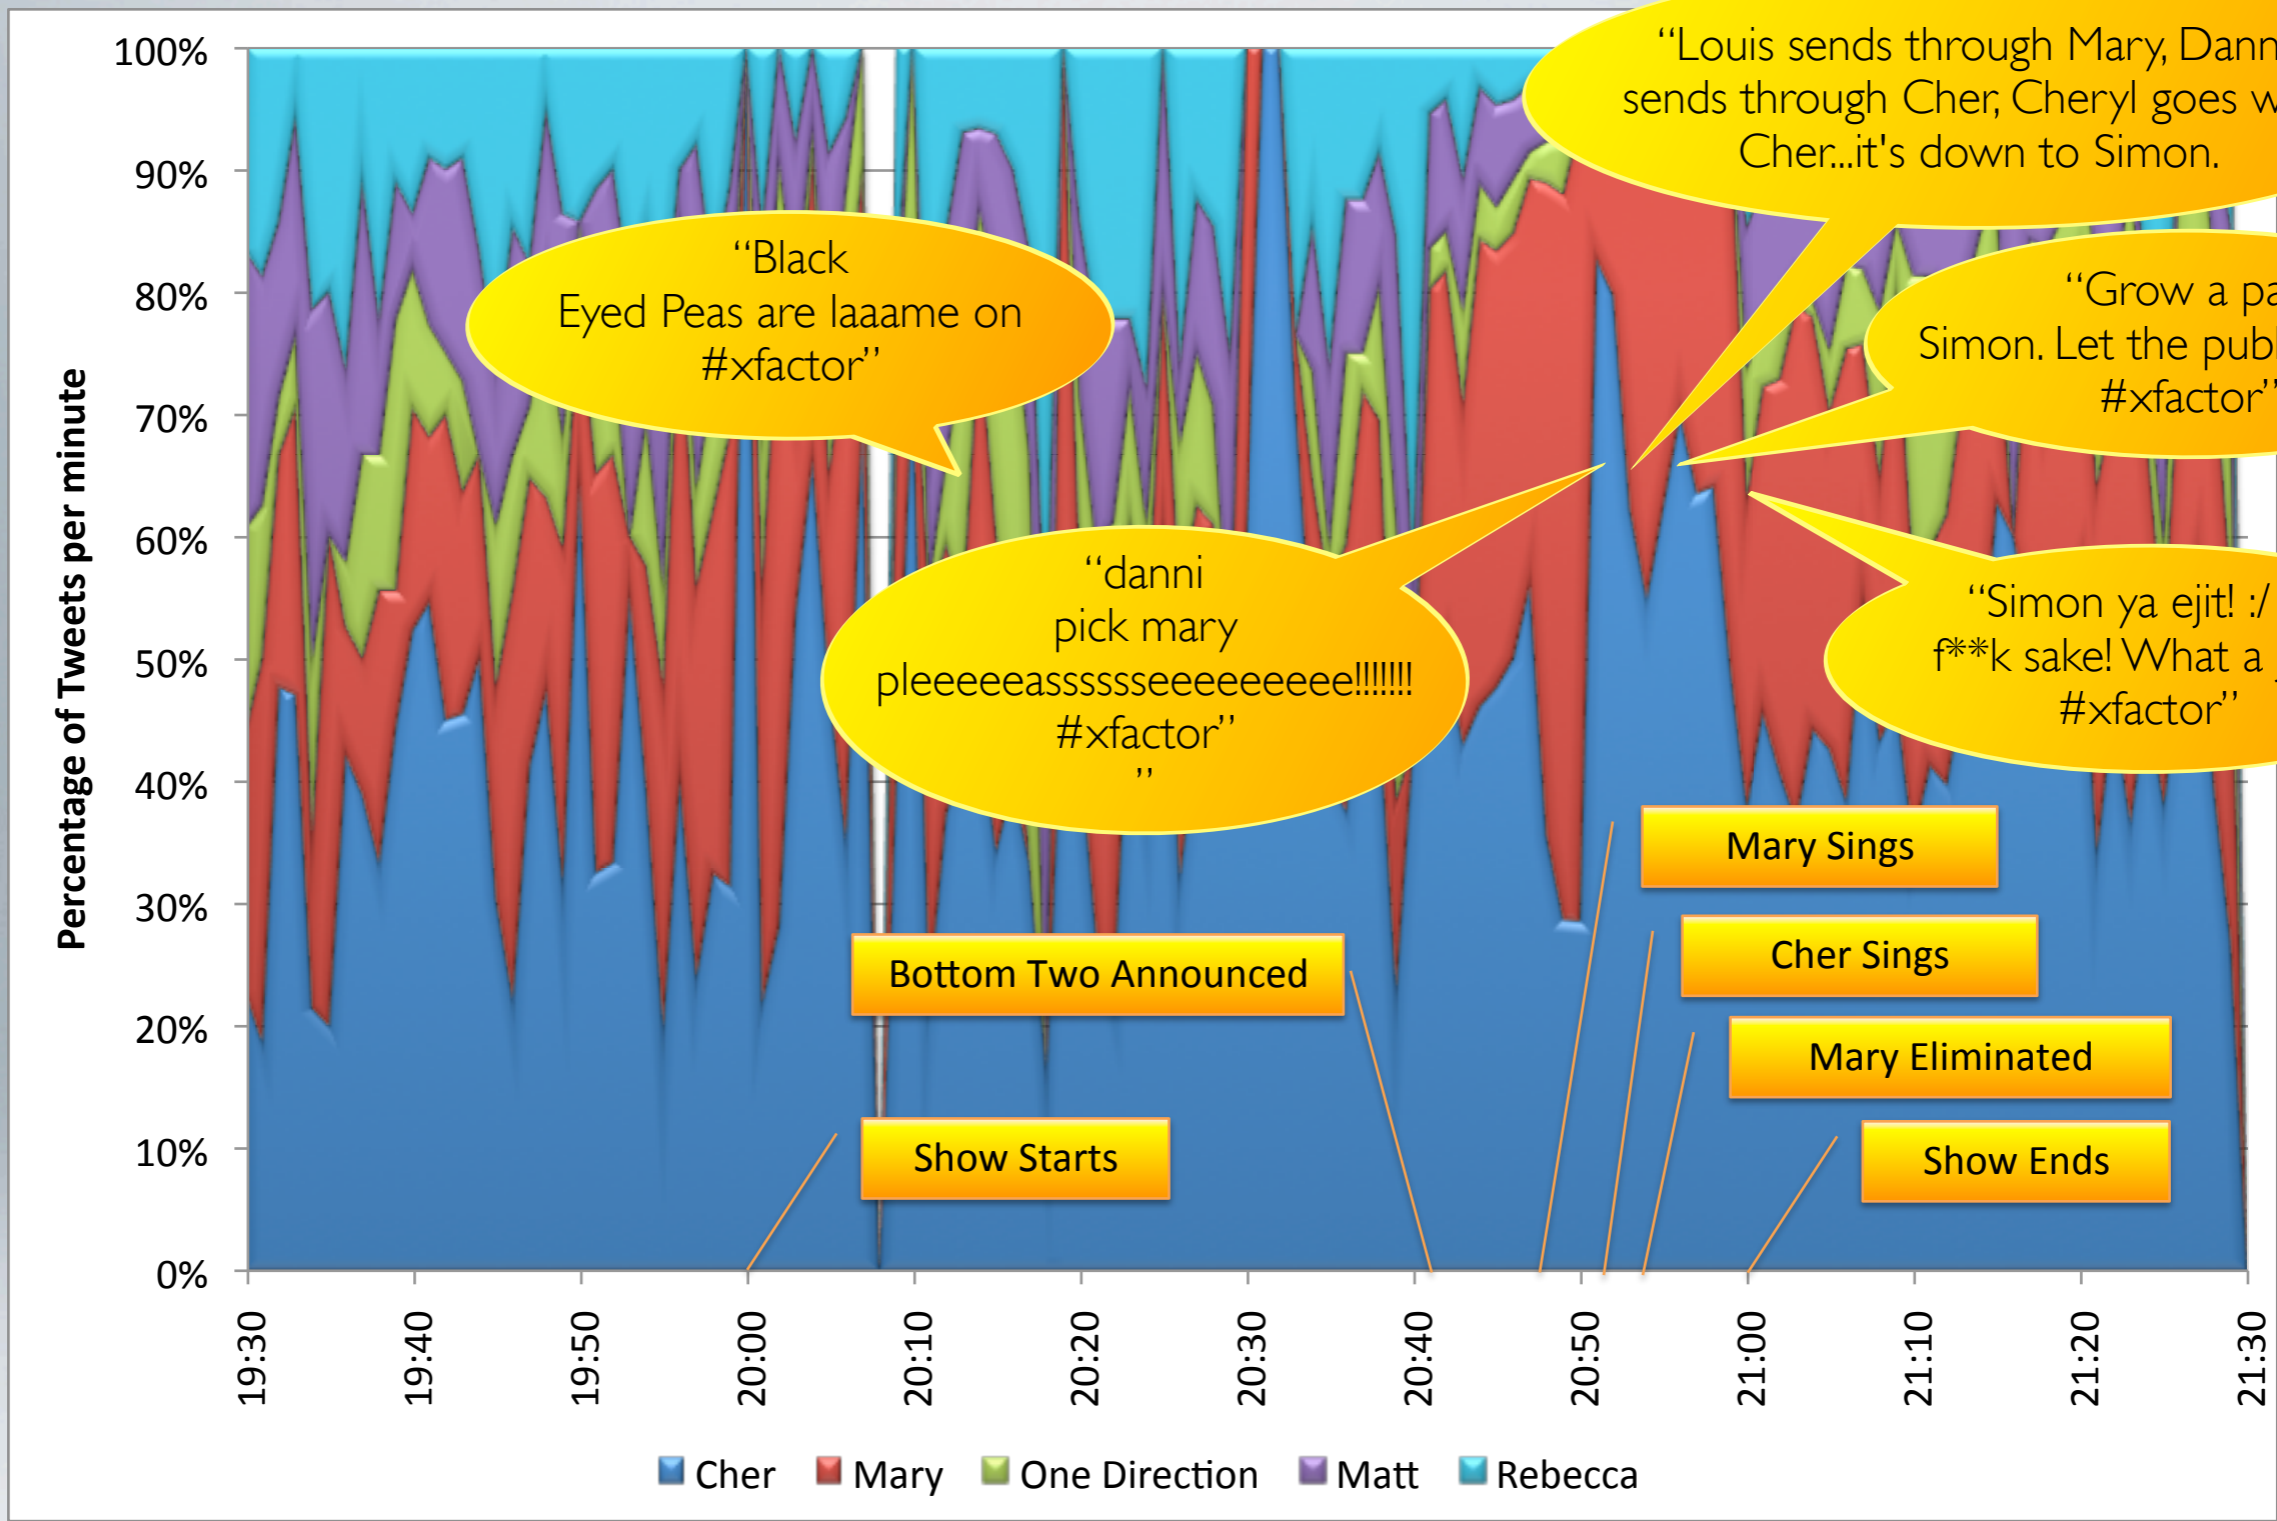 100%
90%
80%
70%
60%
50%
40%
30%
20%
10%
0%
Percentage of Tweets per minute
“Louis sends through Mary, Dann
sends through Cher, Cheryl goes w
Cher...it's down to Simon.
“Black
Eyed Peas are laaame on
#xfactor”
“Grow a pa
Simon. Let the publ
#xfactor”
“danni
pick mary
pleeeeeasssssseeeeeeeee!!!!!!!
#xfactor”
”
“Simon ya ejit! :/
f**k sake! What a
#xfactor”
Mary Sings
Cher Sings
Bottom Two Announced
Mary Eliminated
Show Starts
Show Ends
19:30
19:40
19:50
20:00
20:10
20:20
20:30
20:40
20:50
21:00
21:10
21:20
21:30
Cher Mary One Direction Matt Rebecca